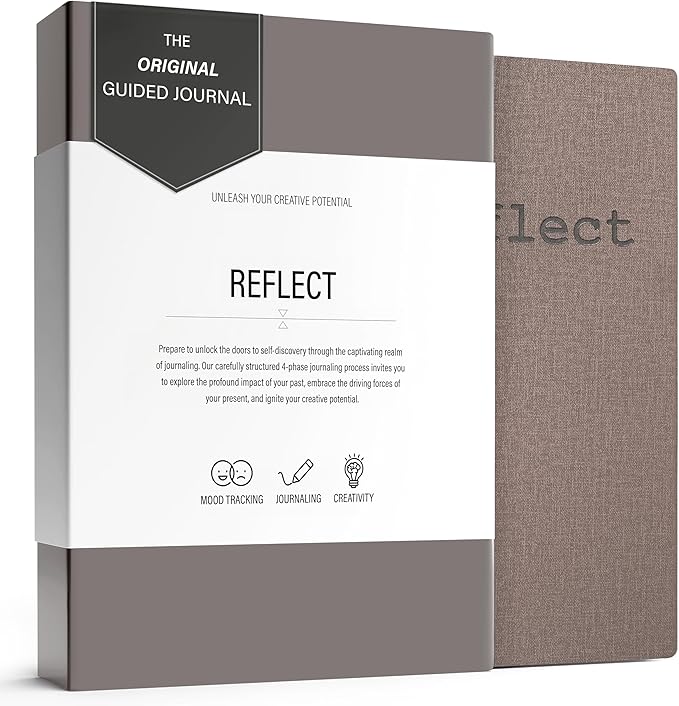 THE
ORIGINAL
GUIDED JOURNAL
UNLEASH YOUR CREATIVE POTENTIAL
REFLECT
Prepare to unlock the doors to self-discovery through the captivating realm
of journaling. Our carefully structured 4-phase journaling process invites you
to explore the profound impact of your past, embrace the driving forces of
your present, and ignite your creative potential.
MOOD TRACKING
JOURNALING
CREATIVITY
flect